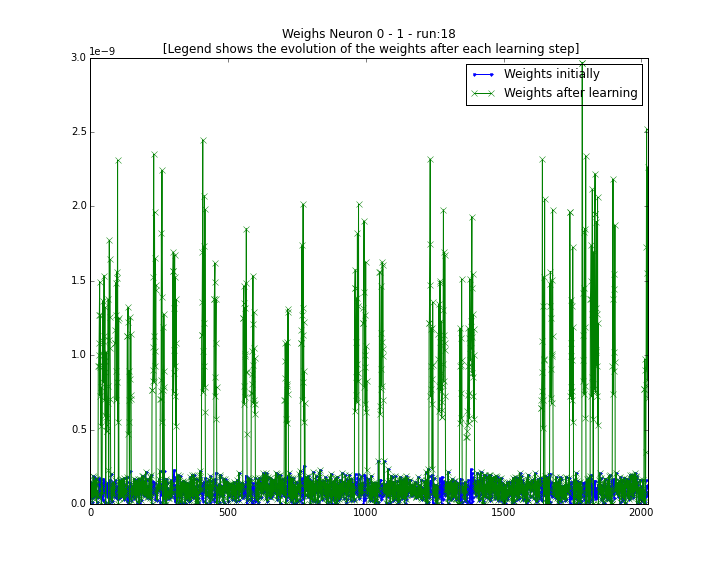 Weighs Neuron 0 - 1 - run:18
[Legend shows the evolution of the weights after each learning step]
1e−9
3.0
2.5
2.0
1.5
1.0
0.5
0.0
0 500 1000 1500 2000
Weights initially
Weights after learning